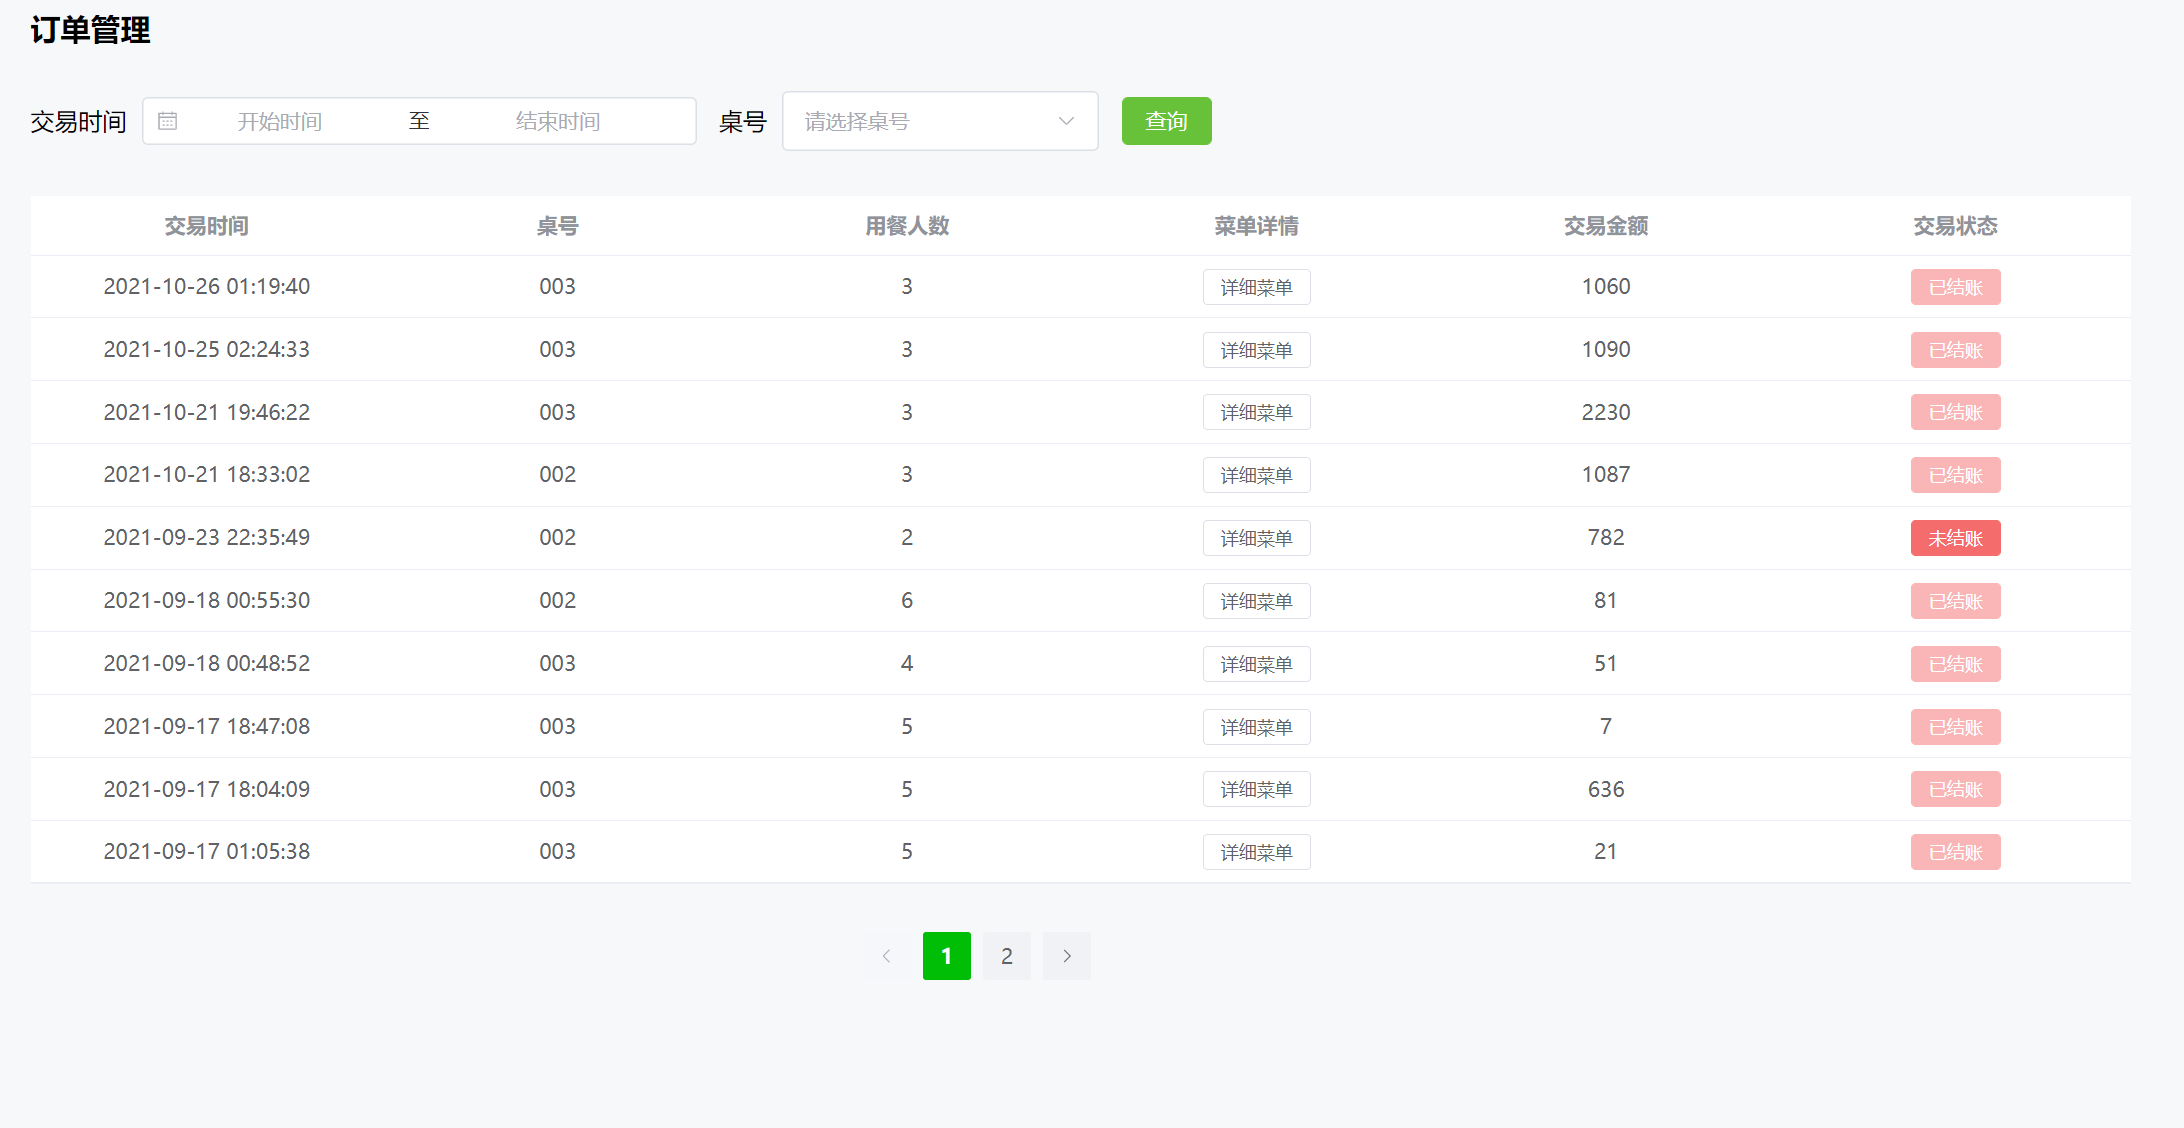 订单管理
交易时间 开始时间 至 结束时间 桌号 请选择桌号 查询
交易时间 桌号 用餐人数 菜单详情 交易金额 交易状态
2021-10-26 01:19:40 003 3 详细菜单 1060 已结账
2021-10-25 02:24:33 003 3 详细菜单 1090 已结账
2021-10-21 19:46:22 003 3 详细菜单 2230 已结账
2021-10-21 18:33:02 002 3 详细菜单 1087 已结账
2021-09-23 22:35:49 002 2 详细菜单 782 未结账
2021-09-18 00:55:30 002 6 详细菜单 81 已结账
2021-09-18 00:48:52 003 4 详细菜单 51 已结账
2021-09-17 18:47:08 003 5 详细菜单 7 已结账
2021-09-17 18:04:09 003 5 详细菜单 636 已结账
2021-09-17 01:05:38 003 5 详细菜单 21 已结账
1 2